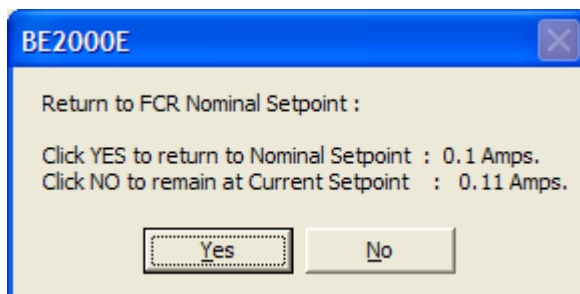 BE2000E
Return to FCR Nominal Setpoint :
Click YES to return to Nominal Setpoint : 0.1 Amps.
Click NO to remain at Current Setpoint : 0.11 Amps.
Yes No